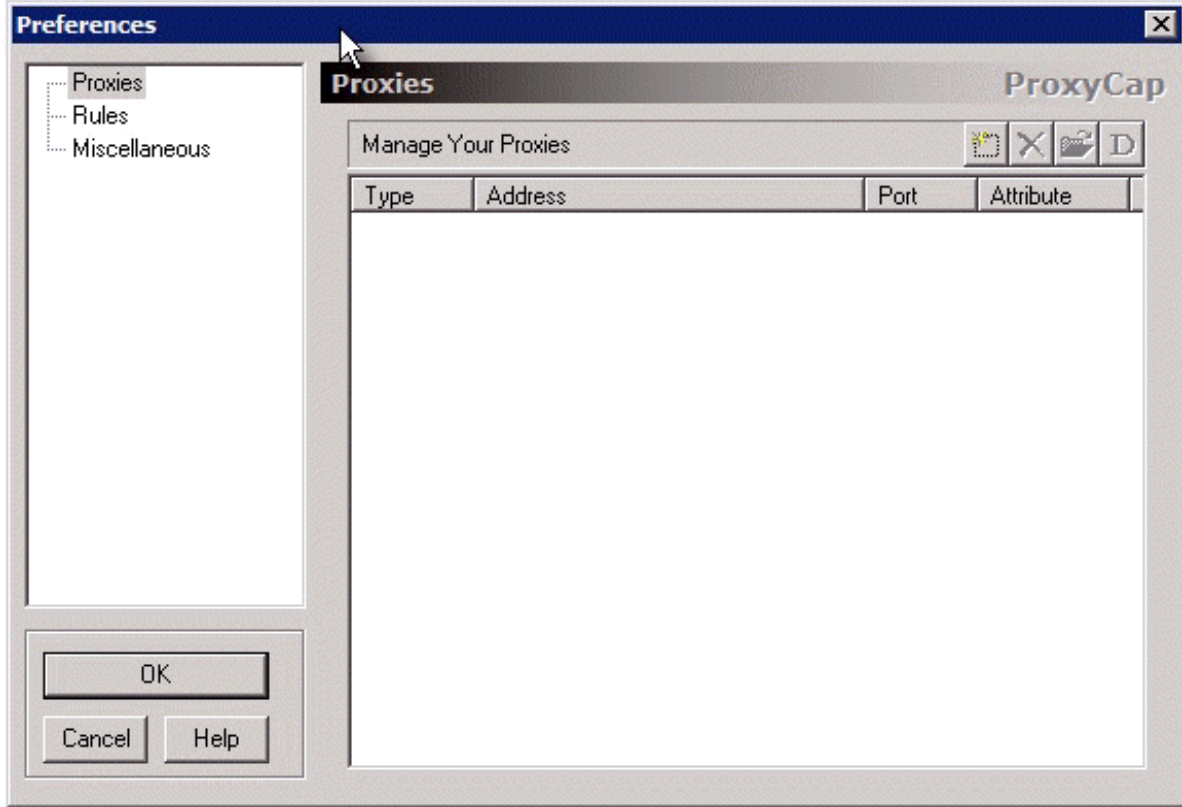 Preferences
Proxies
Rules
Miscellaneous
Proxies ProxyCap
Manage Your Proxies D
Type Address Port Attribute
OK
Cancel Help